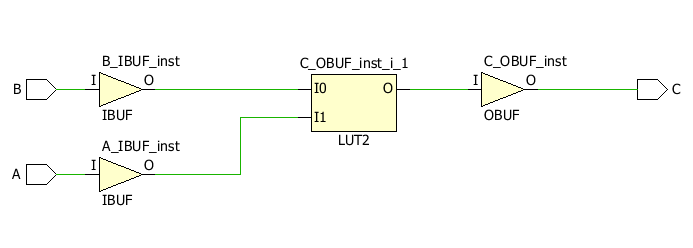 B_IBUF_inst
C_OBUF_inst_i_1
C_OBUF_inst
B
I
O
I0
O
I
O
C
IBUF
I1
OBUF
LUT2
A_IBUF_inst
A
I
O
IBUF